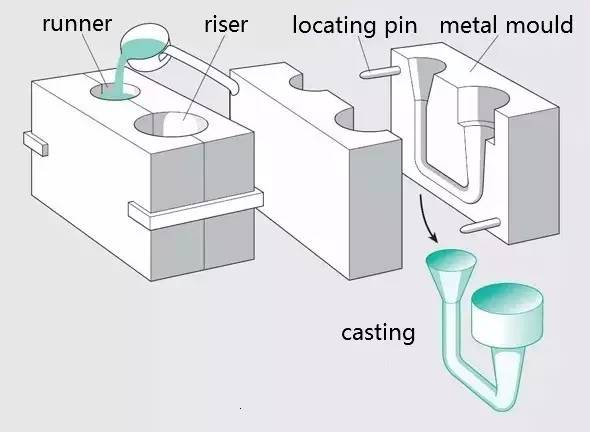 runner
riser
locating pin
metal mould
casting